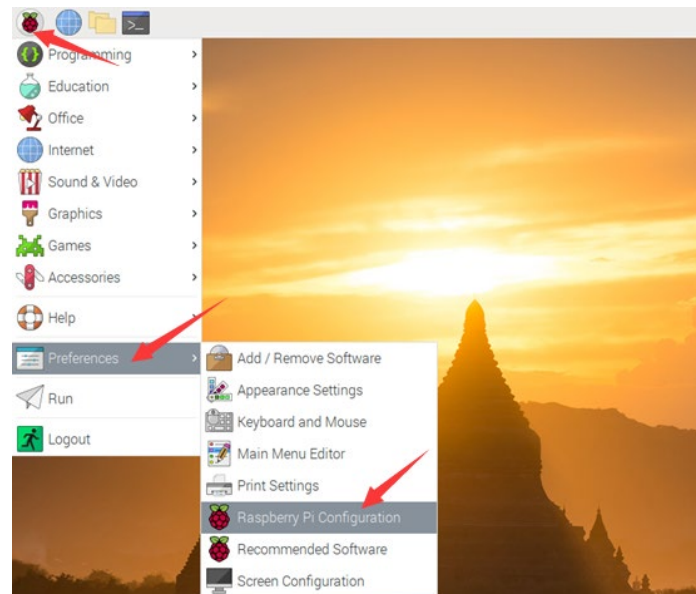 Programming
Education
Office
Internet
Sound & Video
Graphics
Games
Accessories
Help
Preferences
Run
Logout
Add / Remove Software
Appearance Settings
Keyboard and Mouse
Main Menu Editor
Print Settings
Raspberry Pi Configuration
Recommended Software
Screen Configuration